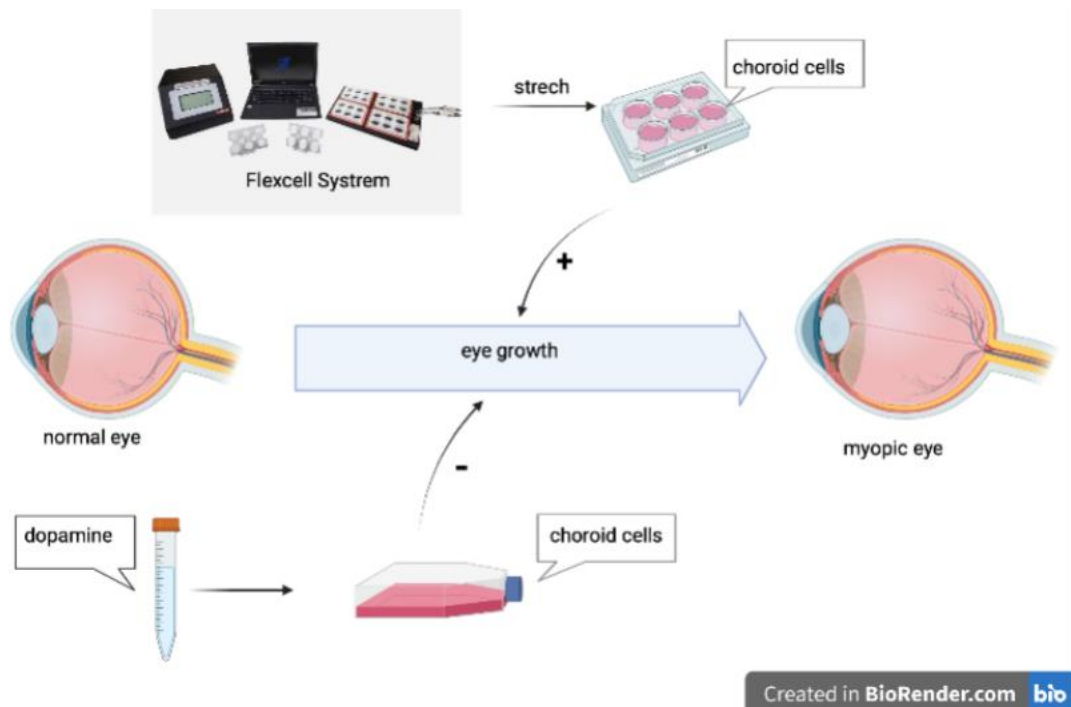 strech
choroid cells
Flexcell Systrem
+
eye growth
normal eye
myopic eye
-
dopamine
choroid cells
Created in BioRender.com bio